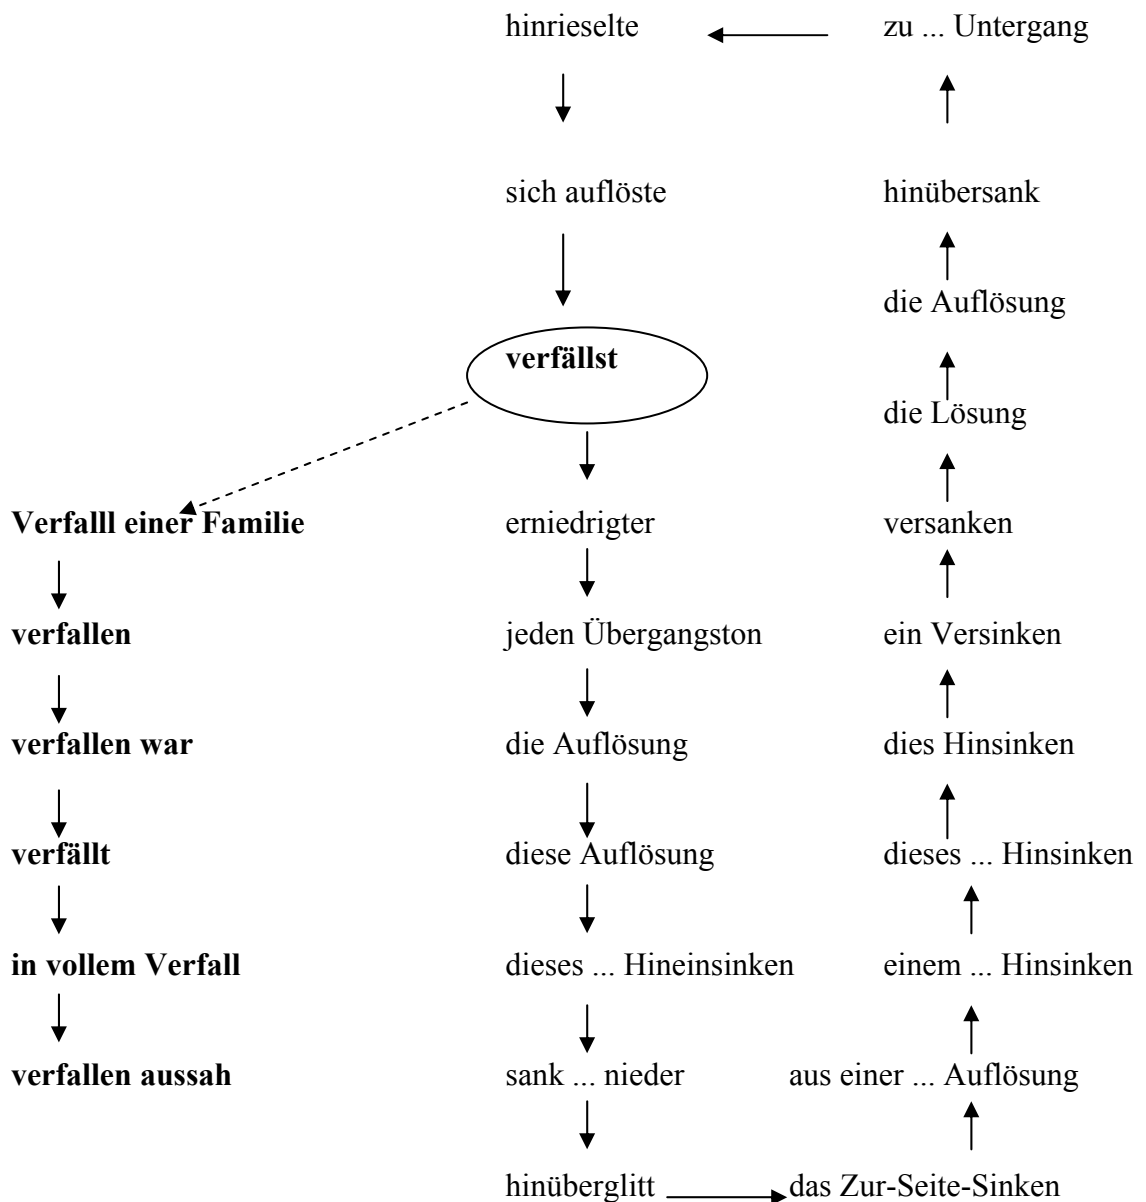 hinrieselte zu ... Untergang
sich auflöste hinübersank
die Auflösung
verfällst
die Lösung
Verfalll einer Familie erniedrigter versanken
verfallen jeden Übergangston ein Versinken
verfallen war die Auflösung dies Hinsinken
verfällt diese Auflösung dieses ... Hinsinken
in vollem Verfall dieses ... Hineinsinken einem ... Hinsinken
verfallen aussah sank ... nieder aus einer ... Auflösung
hinüberglitt das Zur-Seite-Sinken